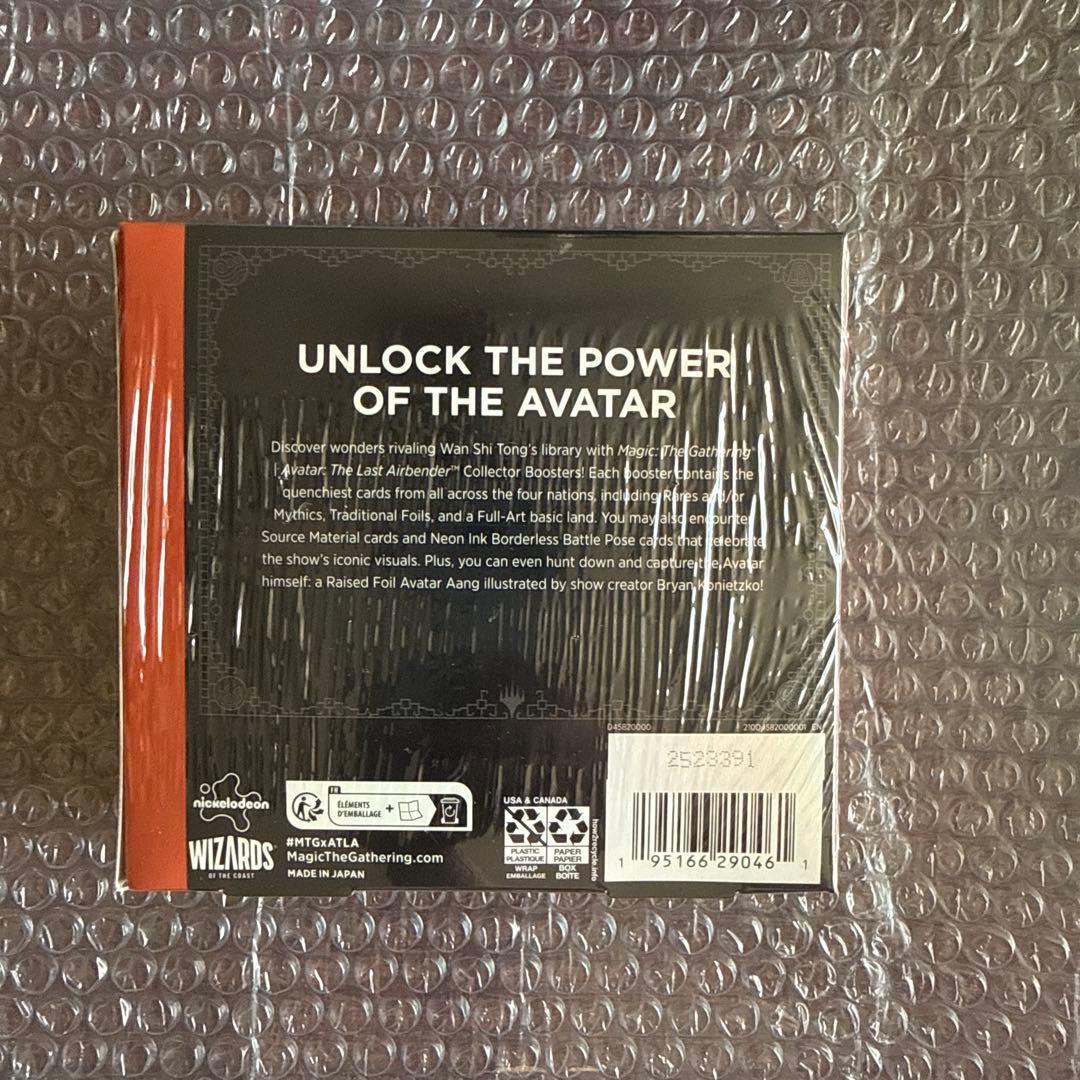 UNLOCK THE POWER
OF THE AVATAR
Discover wonders rivaling Wan Shi Tong's library with Magic: The Gathering®
| Avatar: The Last Airbender™ Collector Boosters! Each booster contains the
quenchiest cards from all across the four nations, including Rares and/or
Mythics, Traditional Foils, and a Full-Art basic land. You may also encounter
Source Material cards and Neon Ink Borderless Battle Pose cards that celebrate
the show's iconic visuals. Plus, you can even hunt down and capture the Avatar
himself: a Raised Foil Avatar Aang illustrated by show creator Bryan Konietzko!
D45820000 210D4582000001 EN
2523391
nickelodeon
WIZARDS
OF THE COAST
FR
ÉLÉMENTS
D'EMBALLAGE +
#MTGxATLA
MagicTheGathering.com
MADE IN JAPAN
USA & CANADA
PLASTIC
PLASTIQUE
WRAP
EMBALLAGE
PAPER
PAPIER
BOX
BOÎTE
how2recycle.info
1 95166 29046 1